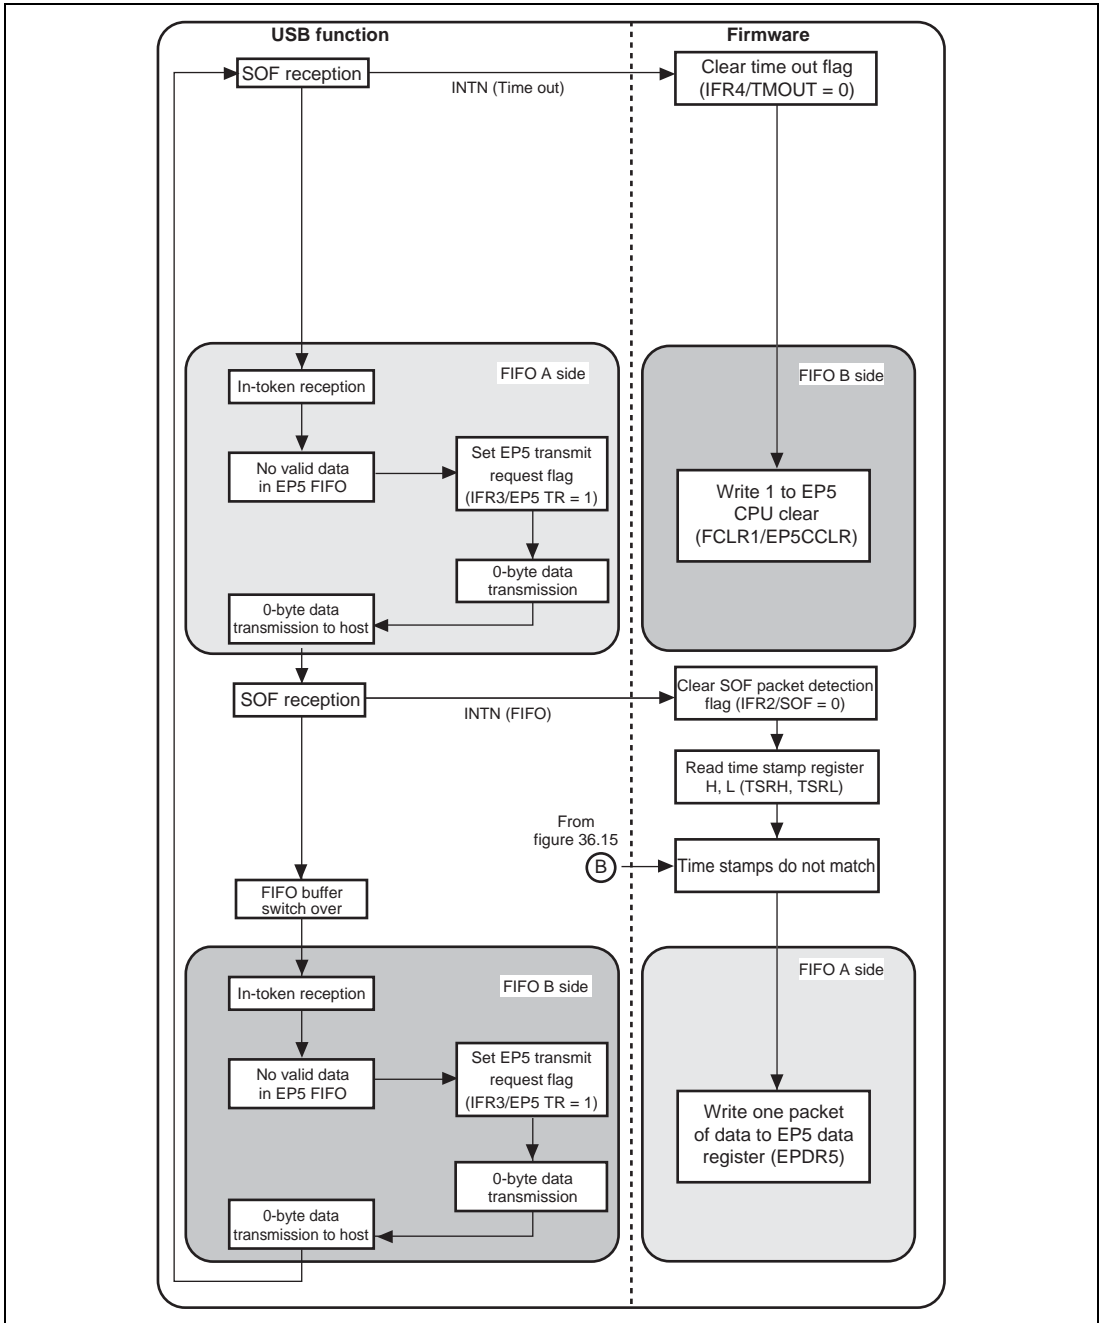 USB function
Firmware
SOF reception
INTN (Time out)
Clear time out flag
(IFR4/TMOUT = 0)
FIFO A side
In-token reception
No valid data
in EP5 FIFO
Set EP5 transmit
request flag
(IFR3/EP5 TR = 1)
0-byte data
transmission
0-byte data
transmission to host
FIFO B side
Write 1 to EP5
CPU clear
(FCLR1/EP5CCLR)
SOF reception
INTN (FIFO)
Clear SOF packet detection
flag (IFR2/SOF = 0)
Read time stamp register
H, L (TSRH, TSRL)
From
figure 36.15
B
Time stamps do not match
FIFO buffer
switch over
FIFO B side
In-token reception
No valid data
in EP5 FIFO
Set EP5 transmit
request flag
(IFR3/EP5 TR = 1)
0-byte data
transmission
0-byte data
transmission to host
FIFO A side
Write one packet
of data to EP5 data
register (EPDR5)